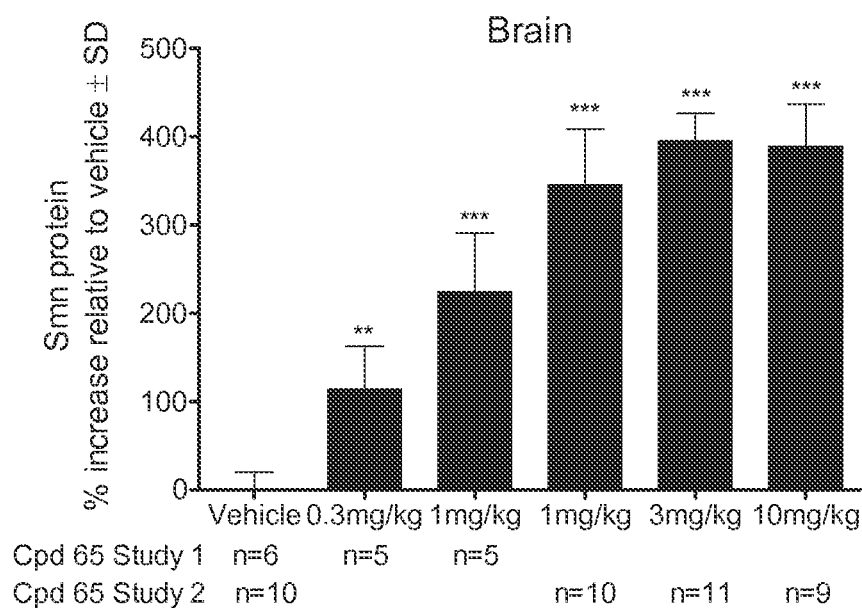 Brain
Smn protein
% increase relative to vehicle ± SD
500
400
300
200
100
0
**
***
***
***
***
Vehicle 0.3mg/kg 1mg/kg 1mg/kg 3mg/kg 10mg/kg
Cpd 65 Study 1 n=6 n=5 n=5
Cpd 65 Study 2 n=10 n=10 n=11 n=9